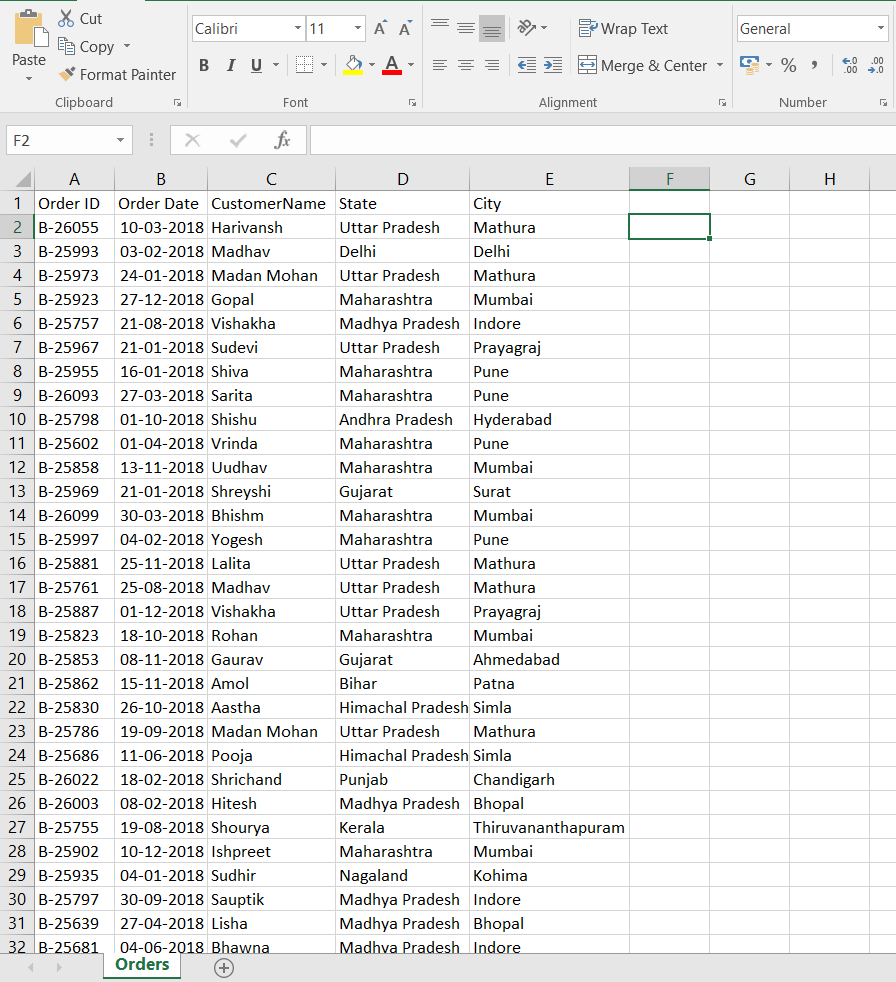 Cut
Copy
Paste
Format Painter
Clipboard
Calibri 11 A A
B I U A
Font
Wrap Text
Merge & Center
Alignment
General
% , .0 .00 .00 .0
Number
F2 fx
A B C D E F G H
1 Order ID Order Date CustomerName State City
2 B-26055 10-03-2018 Harivansh Uttar Pradesh Mathura
3 B-25993 03-02-2018 Madhav Delhi Delhi
4 B-25973 24-01-2018 Madan Mohan Uttar Pradesh Mathura
5 B-25923 27-12-2018 Gopal Maharashtra Mumbai
6 B-25757 21-08-2018 Vishakha Madhya Pradesh Indore
7 B-25967 21-01-2018 Sudevi Uttar Pradesh Prayagraj
8 B-25955 16-01-2018 Shiva Maharashtra Pune
9 B-26093 27-03-2018 Sarita Maharashtra Pune
10 B-25798 01-10-2018 Shishu Andhra Pradesh Hyderabad
11 B-25602 01-04-2018 Vrinda Maharashtra Pune
12 B-25858 13-11-2018 Uudhav Maharashtra Mumbai
13 B-25969 21-01-2018 Shreyshi Gujarat Surat
14 B-26099 30-03-2018 Bhishm Maharashtra Mumbai
15 B-25997 04-02-2018 Yogesh Maharashtra Pune
16 B-25881 25-11-2018 Lalita Uttar Pradesh Mathura
17 B-25761 25-08-2018 Madhav Uttar Pradesh Mathura
18 B-25887 01-12-2018 Vishakha Uttar Pradesh Prayagraj
19 B-25823 18-10-2018 Rohan Maharashtra Mumbai
20 B-25853 08-11-2018 Gaurav Gujarat Ahmedabad
21 B-25862 15-11-2018 Amol Bihar Patna
22 B-25830 26-10-2018 Aastha Himachal Pradesh Simla
23 B-25786 19-09-2018 Madan Mohan Uttar Pradesh Mathura
24 B-25686 11-06-2018 Pooja Himachal Pradesh Simla
25 B-26022 18-02-2018 Shrichand Punjab Chandigarh
26 B-26003 08-02-2018 Hitesh Madhya Pradesh Bhopal
27 B-25755 19-08-2018 Shourya Kerala Thiruvananthapuram
28 B-25902 10-12-2018 Ishpreet Maharashtra Mumbai
29 B-25935 04-01-2018 Sudhir Nagaland Kohima
30 B-25797 30-09-2018 Sauptik Madhya Pradesh Indore
31 B-25639 27-04-2018 Lisha Madhya Pradesh Bhopal
32 B-25681 04-06-2018 Bhawna Madhya Pradesh Indore
Orders